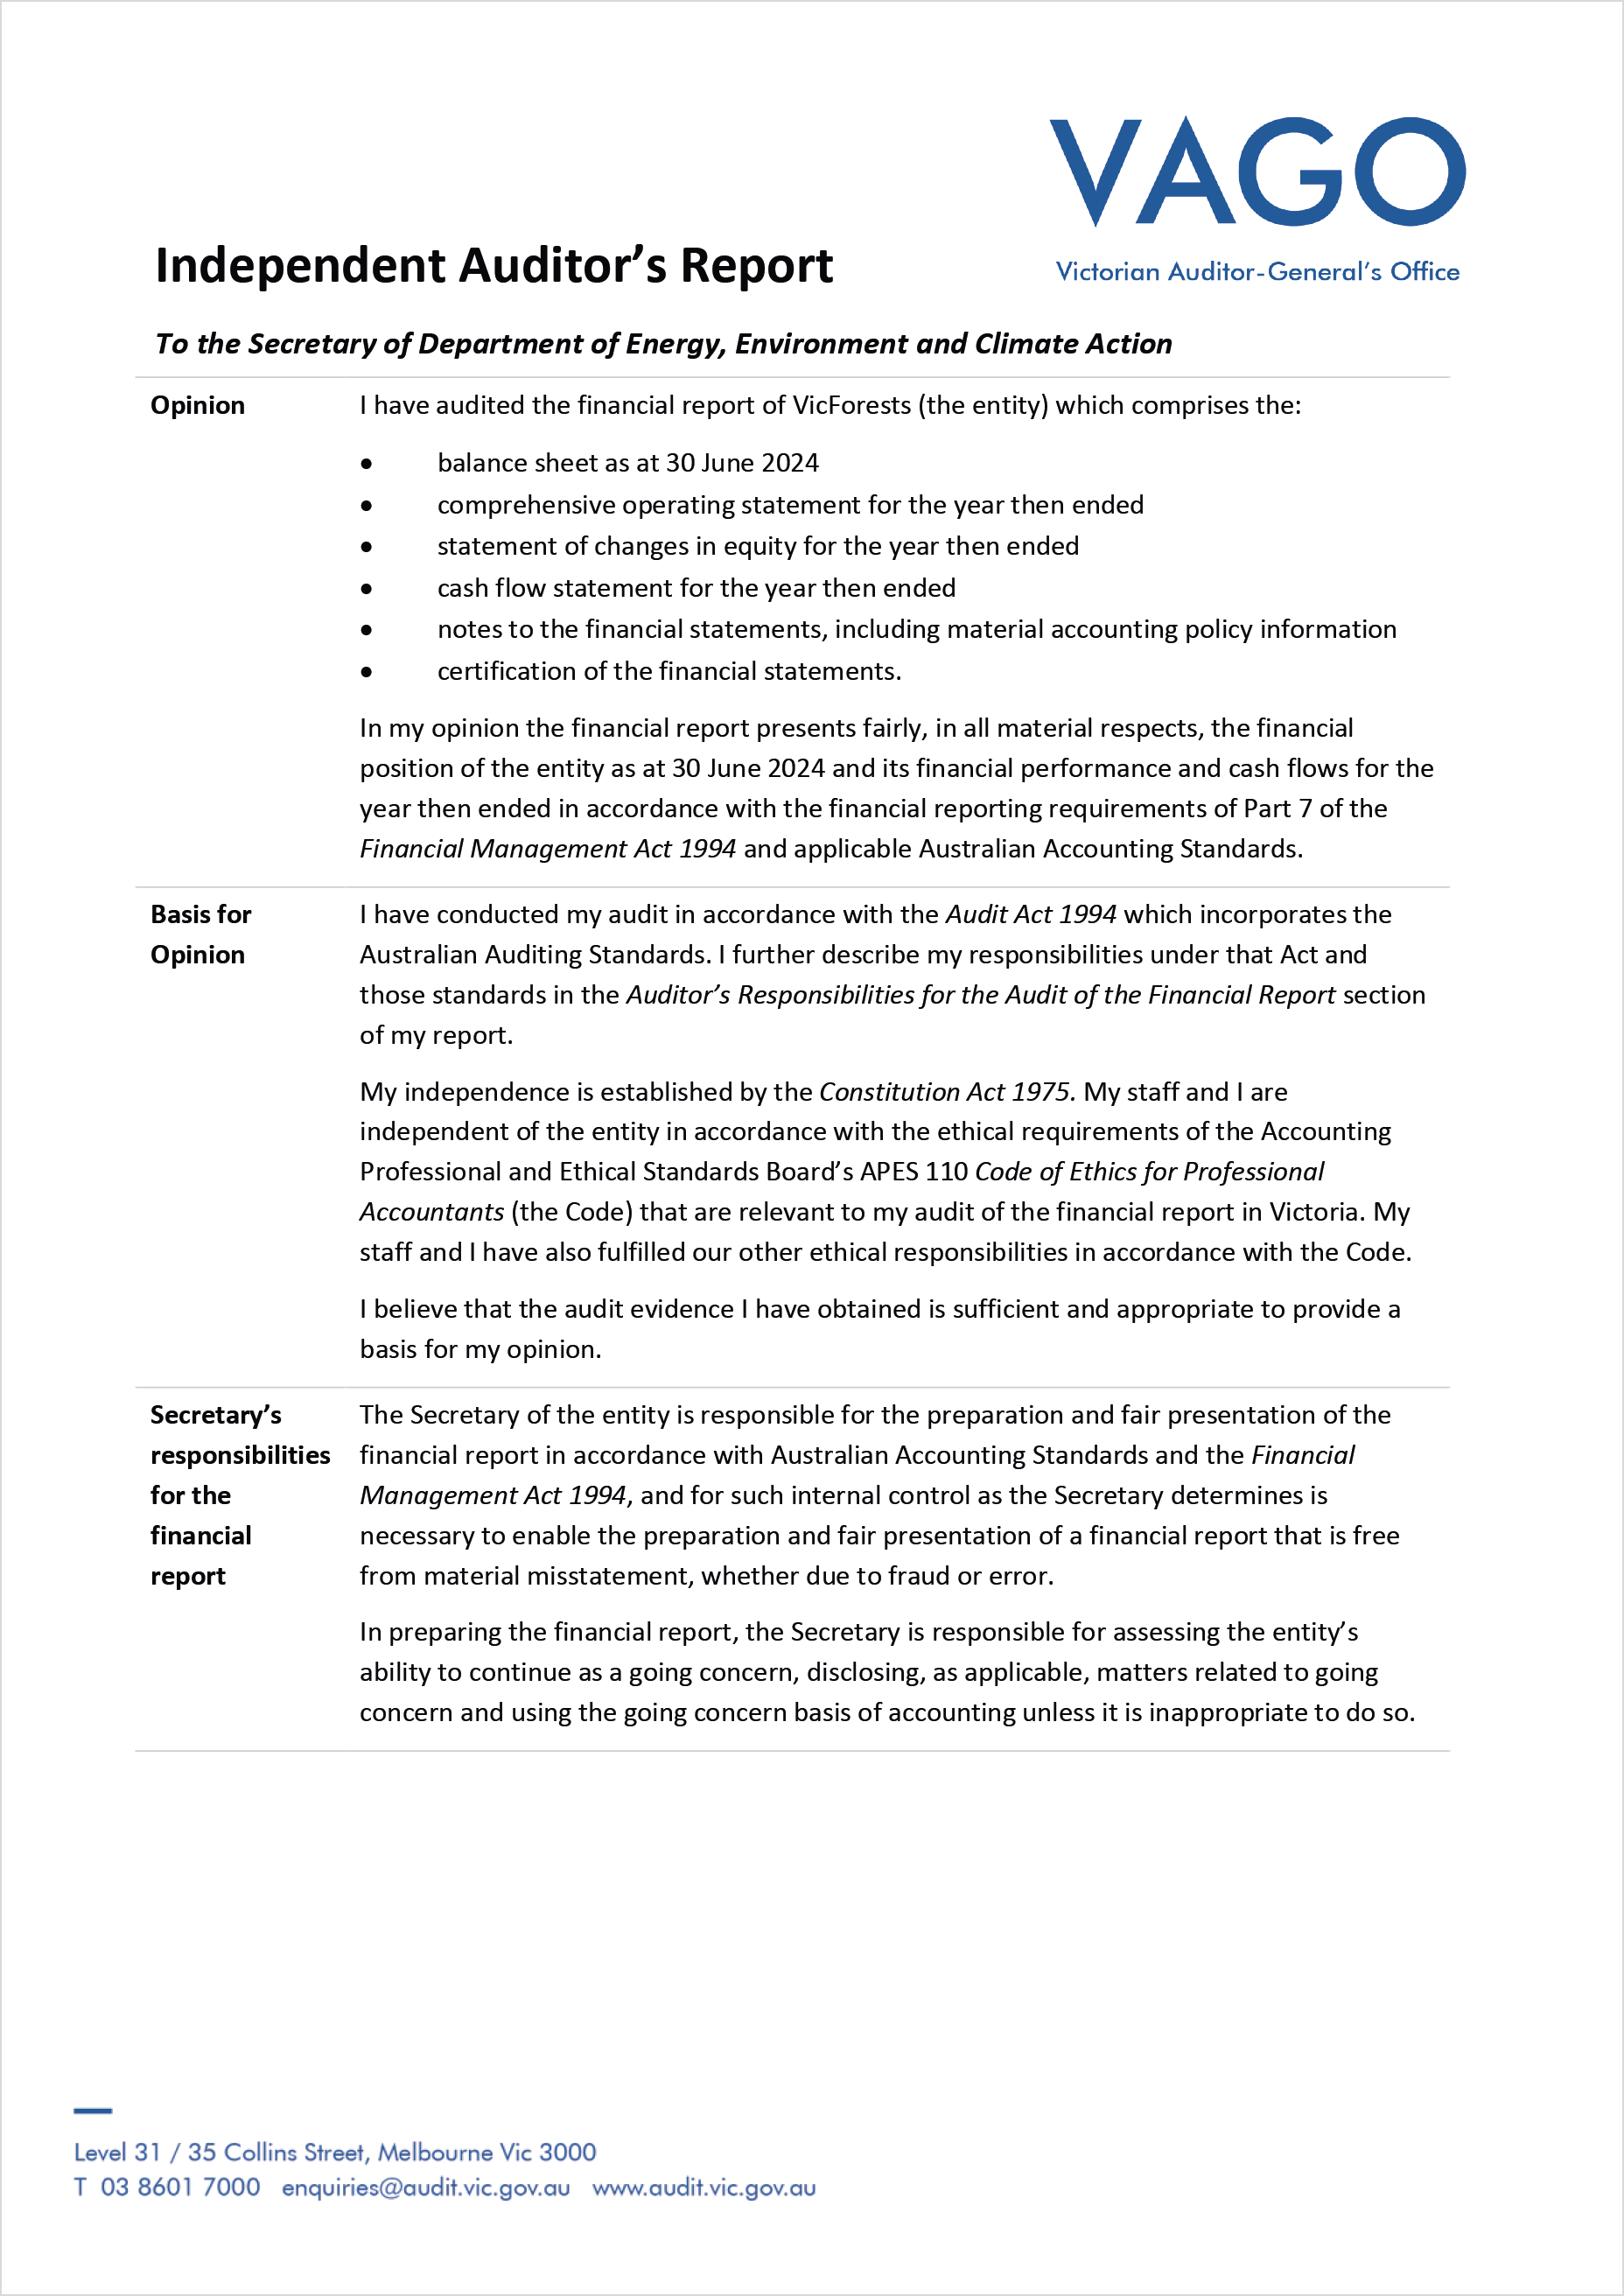 VAGO
Victorian Auditor-General's Office
Independent Auditor’s Report
To the Secretary of Department of Energy, Environment and Climate Action
Opinion
I have audited the financial report of VicForests (the entity) which comprises the:
• balance sheet as at 30 June 2024
• comprehensive operating statement for the year then ended
• statement of changes in equity for the year then ended
• cash flow statement for the year then ended
• notes to the financial statements, including material accounting policy information
• certification of the financial statements.
In my opinion the financial report presents fairly, in all material respects, the financial
position of the entity as at 30 June 2024 and its financial performance and cash flows for the
year then ended in accordance with the financial reporting requirements of Part 7 of the
Financial Management Act 1994 and applicable Australian Accounting Standards.
Basis for
Opinion
I have conducted my audit in accordance with the Audit Act 1994 which incorporates the
Australian Auditing Standards. I further describe my responsibilities under that Act and
those standards in the Auditor’s Responsibilities for the Audit of the Financial Report section
of my report.
My independence is established by the Constitution Act 1975. My staff and I are
independent of the entity in accordance with the ethical requirements of the Accounting
Professional and Ethical Standards Board’s APES 110 Code of Ethics for Professional
Accountants (the Code) that are relevant to my audit of the financial report in Victoria. My
staff and I have also fulfilled our other ethical responsibilities in accordance with the Code.
I believe that the audit evidence I have obtained is sufficient and appropriate to provide a
basis for my opinion.
Secretary’s
responsibilities
for the
financial
report
The Secretary of the entity is responsible for the preparation and fair presentation of the
financial report in accordance with Australian Accounting Standards and the Financial
Management Act 1994, and for such internal control as the Secretary determines is
necessary to enable the preparation and fair presentation of a financial report that is free
from material misstatement, whether due to fraud or error.
In preparing the financial report, the Secretary is responsible for assessing the entity’s
ability to continue as a going concern, disclosing, as applicable, matters related to going
concern and using the going concern basis of accounting unless it is inappropriate to do so.
Level 31 / 35 Collins Street, Melbourne Vic 3000
T 03 8601 7000 enquiries@audit.vic.gov.au www.audit.vic.gov.au